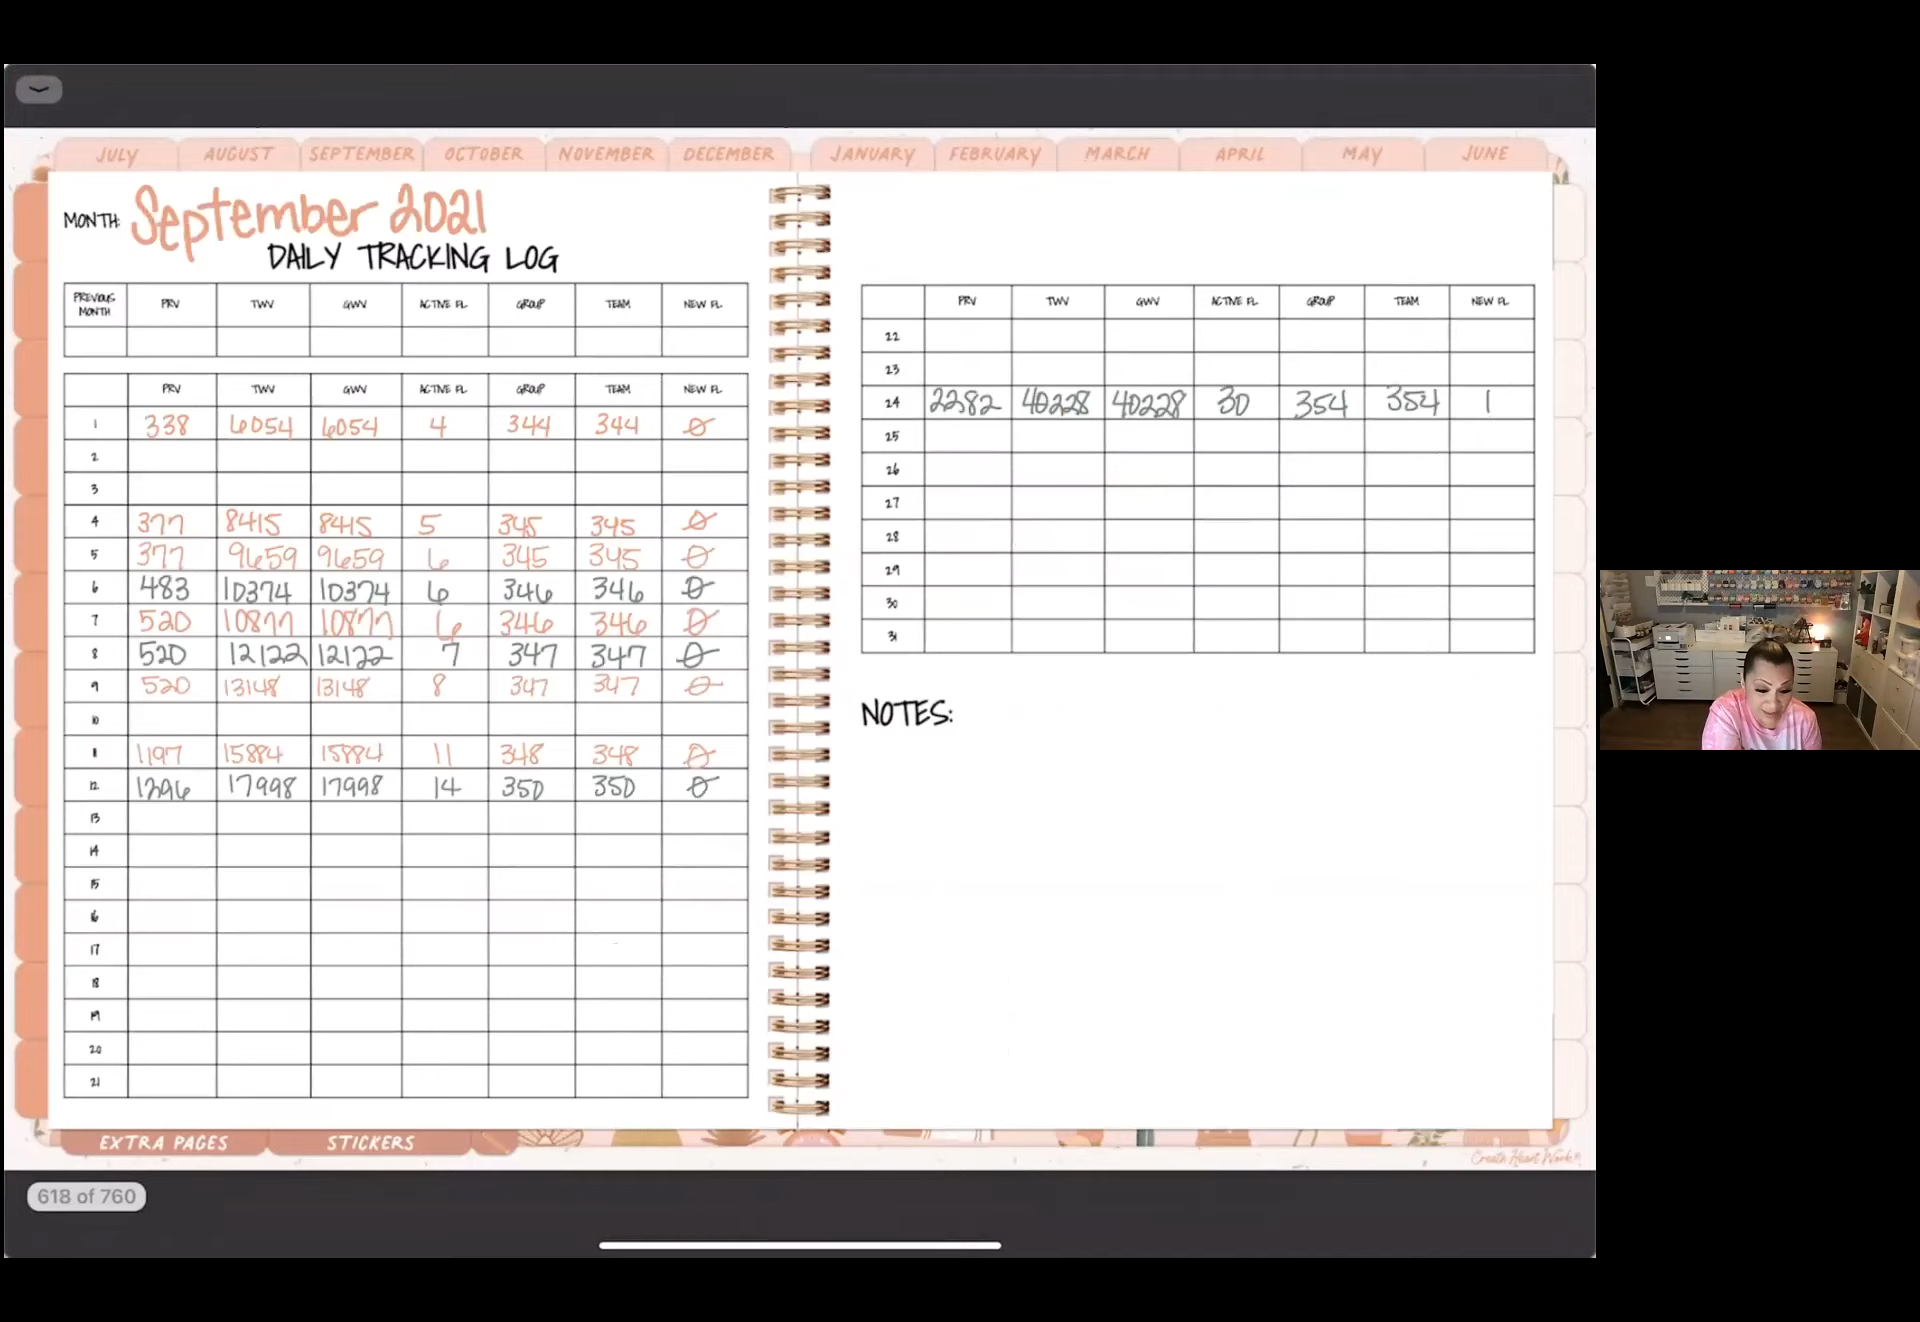 JULY AUGUST SEPTEMBER OCTOBER NOVEMBER DECEMBER JANUARY FEBRUARY MARCH APRIL MAY JUNE
MONTH: September 2021
DAILY TRACKING LOG
PREVIOUS MONTH PRV TWV GWV ACTIVE FL GROUP TEAM NEW FL
PRV TWV GWV ACTIVE FL GROUP TEAM NEW FL
1 338 6054 6054 4 344 344 0
2
3
4 377 8415 8415 5 345 345 0
5 377 9659 9659 6 345 345 0
6 483 10374 10374 6 346 346 0
7 520 10877 10877 6 346 346 0
8 520 12122 12122 7 347 347 0
9 520 13148 13148 8 347 347 0
10
11 1197 15884 15884 11 348 348 0
12 1296 17998 17998 14 350 350 0
13
14
15
16
17
18
19
20
21
PRV TWV GWV ACTIVE FL GROUP TEAM NEW FL
22
23
24 2282 40228 40228 30 354 354 1
25
26
27
28
29
30
31
NOTES:
EXTRA PAGES STICKERS
Create Heart Work
618 of 760